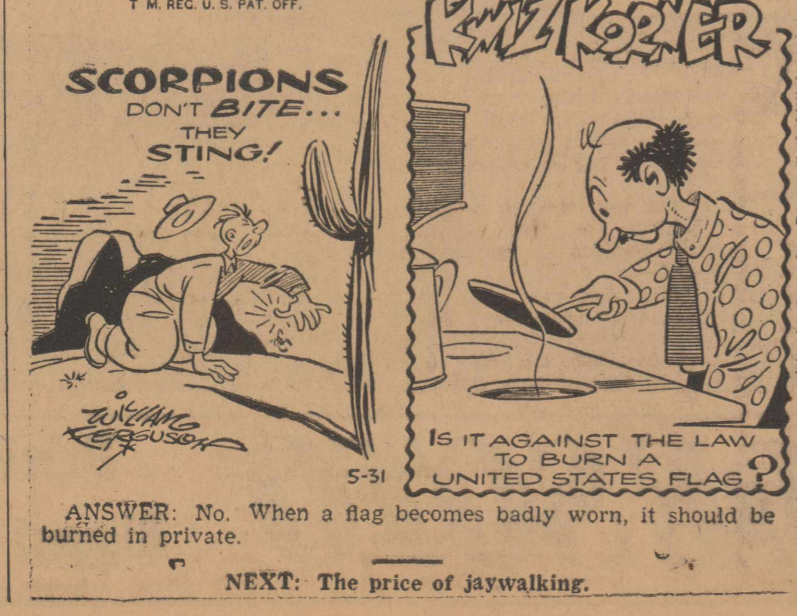 T. M. REG. U. S. PAT. OFF.
SCORPIONS
DON'T BITE...
THEY
STING!
WILLIAM
FERGUSON
5-31
KWIZ KORNER
IS IT AGAINST THE LAW
TO BURN A
UNITED STATES FLAG?
ANSWER: No. When a flag becomes badly worn, it should be
burned in private.
NEXT: The price of jaywalking.